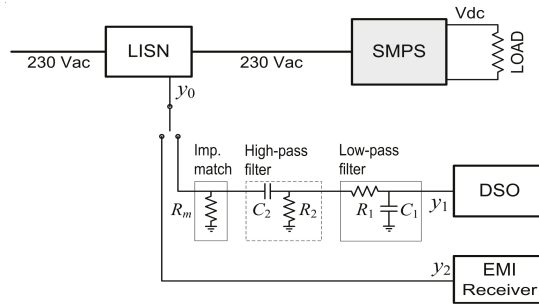 Vdc
LISN
SMPS
LOAD
230 Vac
230 Vac
y0
Imp. match
High-pass filter
Low-pass filter
Rm
C2
R2
R1
C1
y1
DSO
y2
EMI Receiver